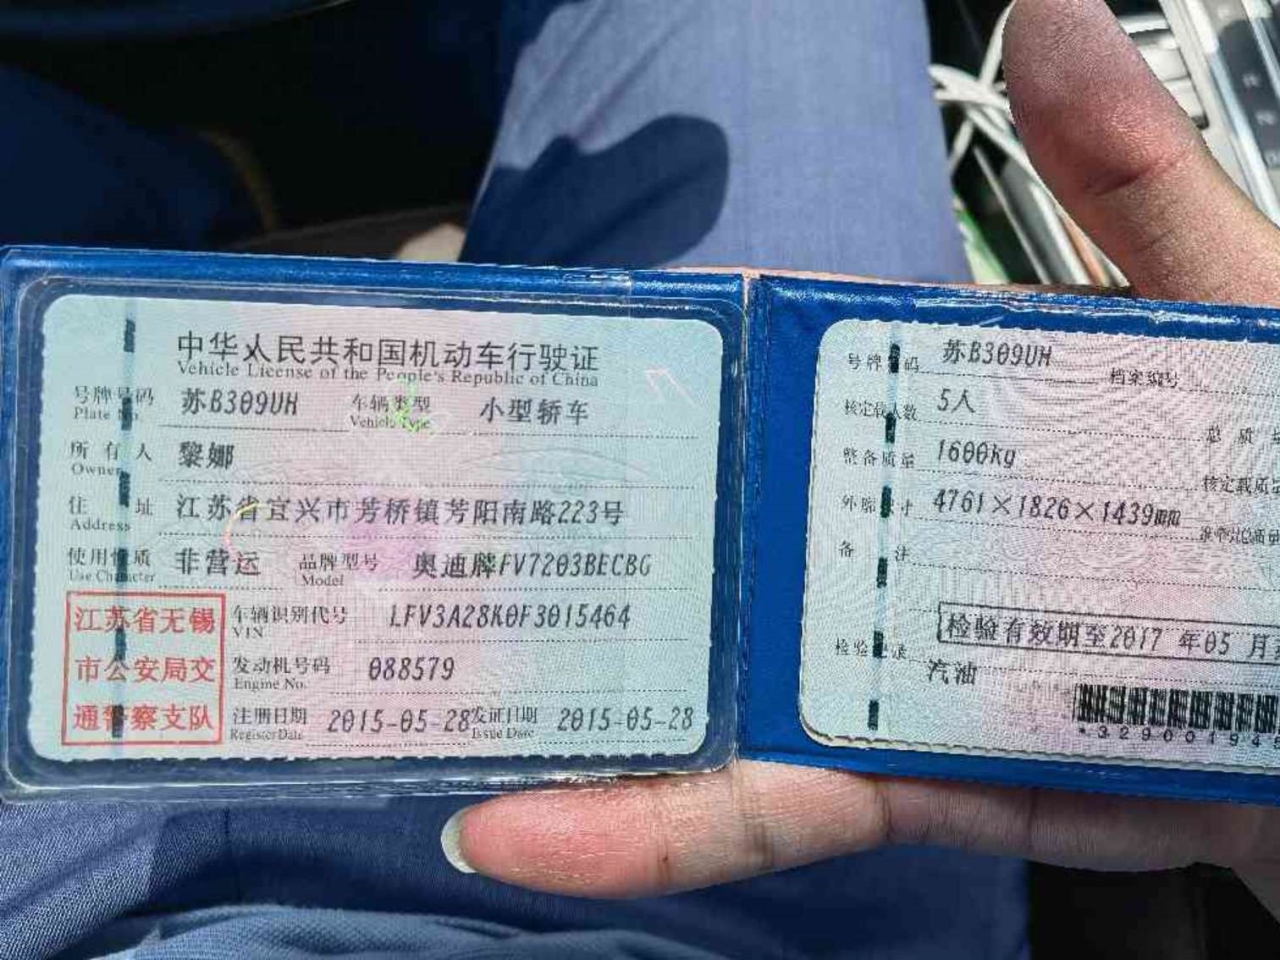 中华人民共和国机动车行驶证
Vehicle License of the People's Republic of China
号牌号码 苏B309UH 车辆类型 小型轿车
Plate No. Vehicle Type
所有人 黎娜
Owner
住址 江苏省宜兴市芳桥镇芳阳南路223号
Address
使用性质 非营运 品牌型号 奥迪牌FV7203BECBG
Use Character Model
江苏省无锡
市公安局交
通警察支队
车辆识别代号 LFV3A28K0F3015464
VIN
发动机号码 088579
Engine No.
注册日期 2015-05-28 发证日期 2015-05-28
Register Date Issue Date
号牌号码 苏B309UH 档案编号
核定载人数 5人 总质
整备质量 1600kg 核定载质量
外廓尺寸 4761×1826×1439mm 准牵引总质量
备注
检验有效期至2017 年05 月
检验记录
汽油
*32900194